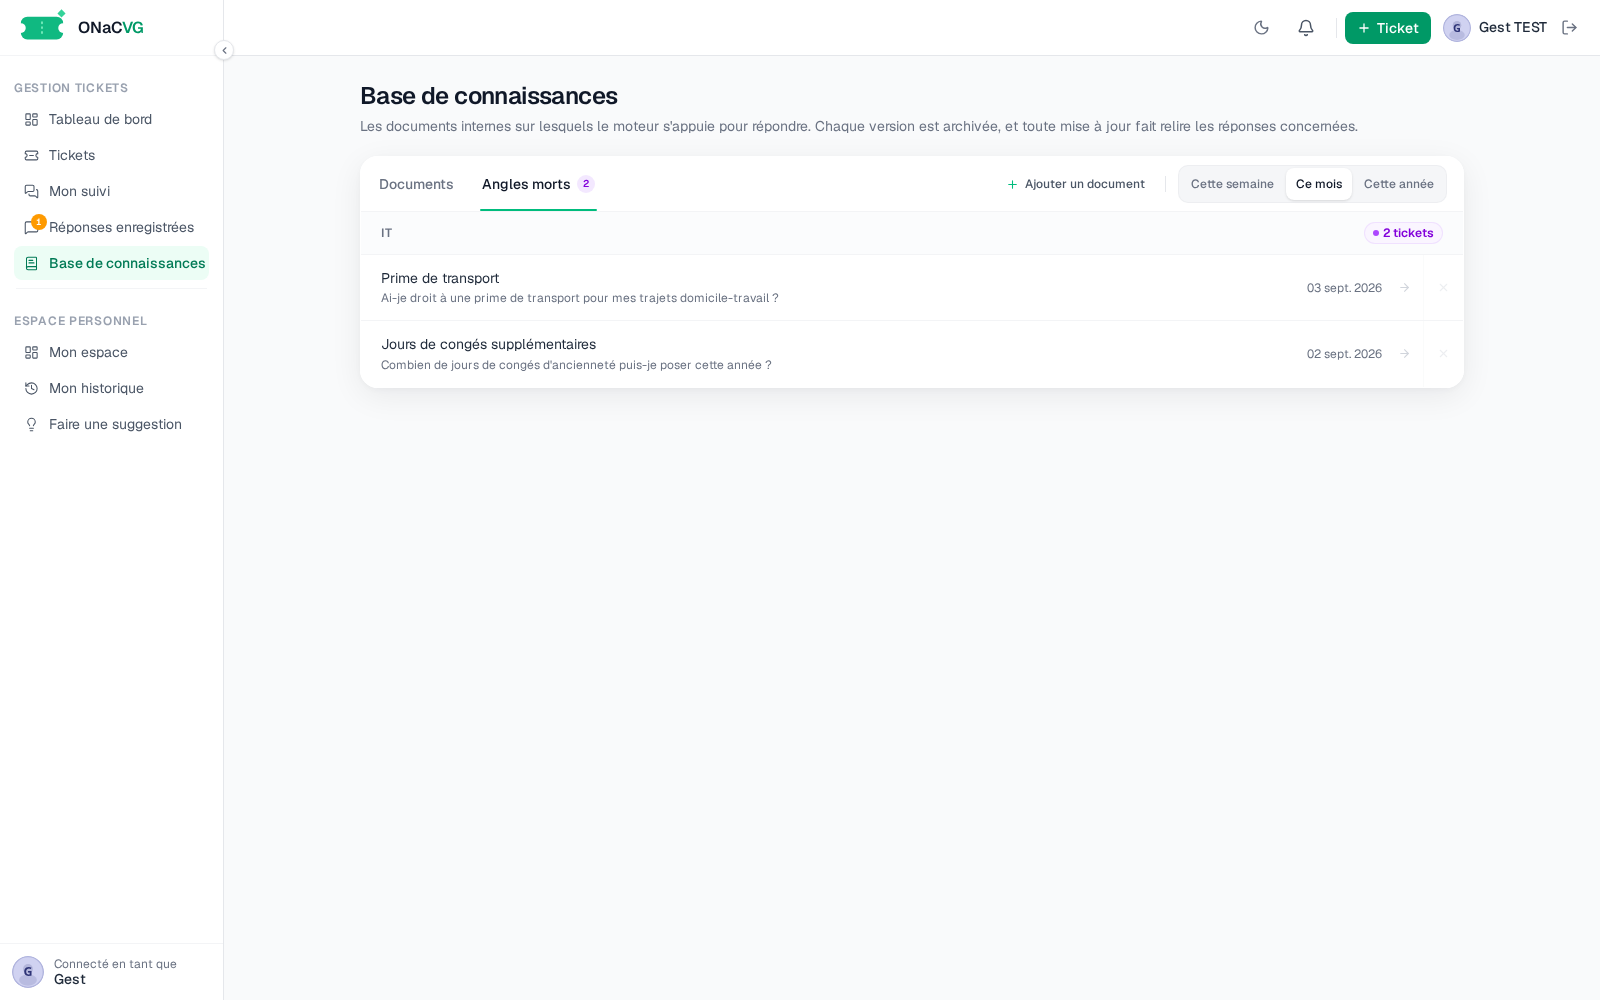 ONaCVG
GESTION TICKETS
Tableau de bord
Tickets
Mon suivi
1
Réponses enregistrées
Base de connaissances
ESPACE PERSONNEL
Mon espace
Mon historique
Faire une suggestion
G
Connecté en tant que
Gest
+ Ticket
G
Gest TEST
Base de connaissances
Les documents internes sur lesquels le moteur s'appuie pour répondre. Chaque version est archivée, et toute mise à jour fait relire les réponses concernées.
Documents
Angles morts 2
+ Ajouter un document
Cette semaine
Ce mois
Cette année
IT
2 tickets
Prime de transport
Ai-je droit à une prime de transport pour mes trajets domicile-travail ?
03 sept. 2026
Jours de congés supplémentaires
Combien de jours de congés d'ancienneté puis-je poser cette année ?
02 sept. 2026